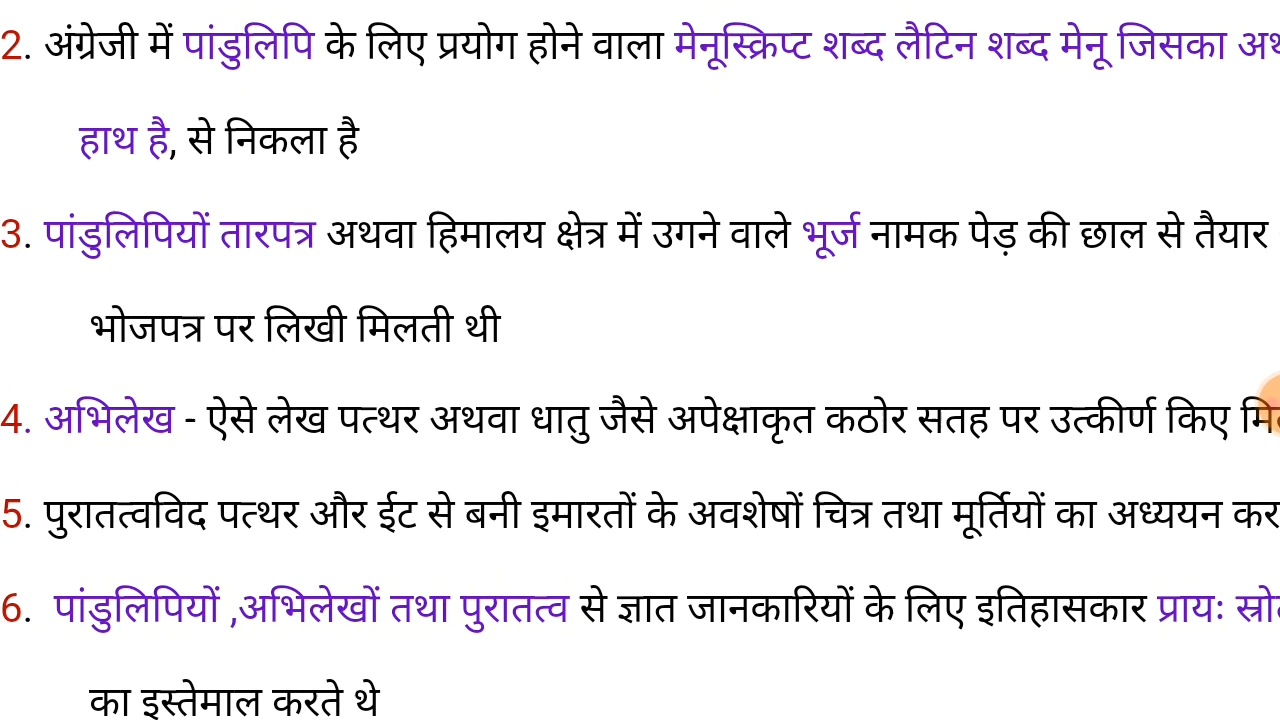 2. अंग्रेजी में पांडुलिपि के लिए प्रयोग होने वाला मेनूस्क्रिप्ट शब्द लैटिन शब्द मेनू जिसका
हाथ है, से निकला है
3. पांडुलिपियों तारपत्र अथवा हिमालय क्षेत्र में उगने वाले भूर्ज नामक पेड़ की छाल से तैयार
भोजपत्र पर लिखी मिलती थी
4. अभिलेख - ऐसे लेख पत्थर अथवा धातु जैसे अपेक्षाकृत कठोर सतह पर उत्कीर्ण किए
5. पुरातत्वविद पत्थर और ईट से बनी इमारतों के अवशेषों चित्र तथा मूर्तियों का अध्ययन कर
6. पांडुलिपियों ,अभिलेखों तथा पुरातत्व से ज्ञात जानकारियों के लिए इतिहासकार प्रायः
का इस्तेमाल करते थे